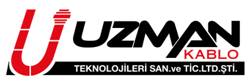 UZMAN
KABLO
TEKNOLOJİLERİ SAN.ve TİC.LTD.ŞTİ.